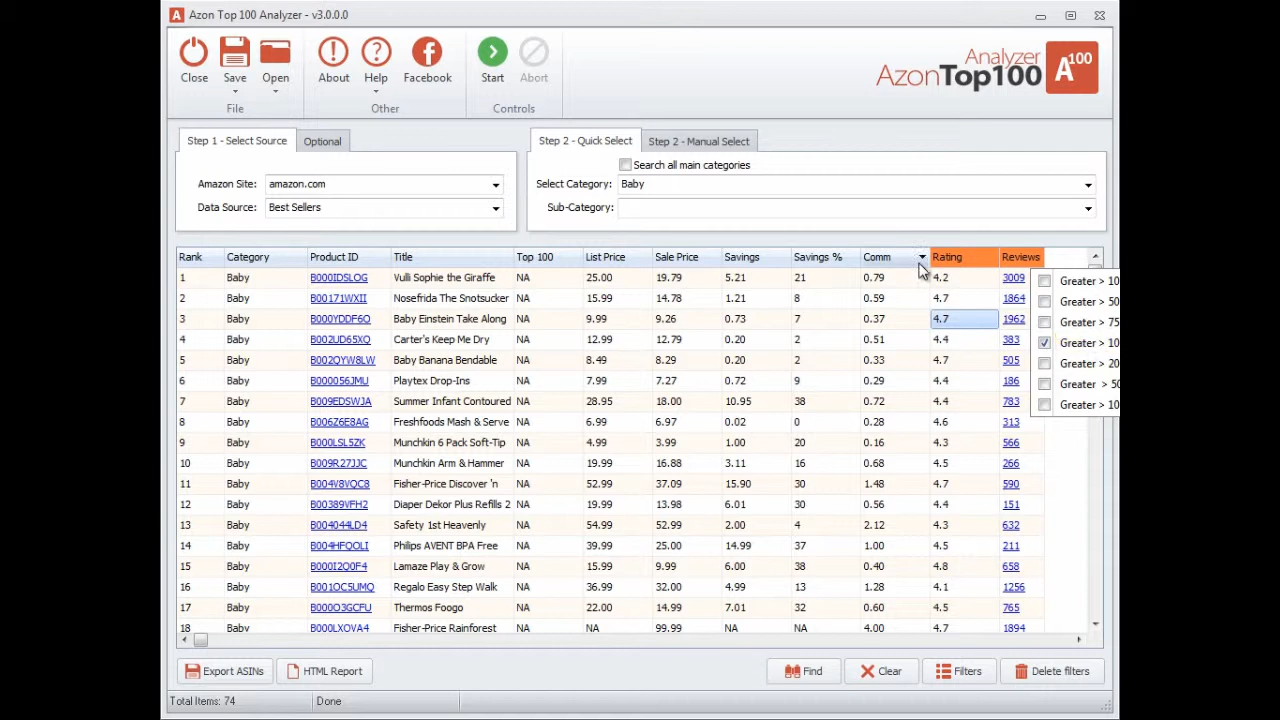 Azon Top 100 Analyzer - v3.0.0.0
Close Save Open About Help Facebook Start Abort
File Other Controls
Analyzer
AzonTop100
A100
Step 1 - Select Source Optional
Step 2 - Quick Select Step 2 - Manual Select
Search all main categories
Amazon Site: amazon.com
Select Category: Baby
Data Source: Best Sellers
Sub-Category:
Rank Category Product ID Title Top 100 List Price Sale Price Savings Savings % Comm Rating Reviews
1 Baby B000IDSLOG Vulli Sophie the Giraffe NA 25.00 19.79 5.21 21 0.79 4.2 3009
2 Baby B00171WXII Nosefrida The Snotsucker NA 15.99 14.78 1.21 8 0.59 4.7 1864
3 Baby B000YDDF6O Baby Einstein Take Along NA 9.99 9.26 0.73 7 0.37 4.7 1962
4 Baby B002UD65XQ Carter's Keep Me Dry NA 12.99 12.79 0.20 2 0.51 4.4 383
5 Baby B002QYW8LW Baby Banana Bendable NA 8.49 8.29 0.20 2 0.33 4.7 505
6 Baby B000056JMU Playtex Drop-Ins NA 7.99 7.27 0.72 9 0.29 4.4 186
7 Baby B009EDSWJA Summer Infant Contoured NA 28.95 18.00 10.95 38 0.72 4.4 783
8 Baby B006Z6E8AG Freshfoods Mash & Serve NA 6.99 6.97 0.02 0 0.28 4.6 313
9 Baby B000LSL5ZK Munchkin 6 Pack Soft-Tip NA 4.99 3.99 1.00 20 0.16 4.3 566
10 Baby B009R27JJC Munchkin Arm & Hammer NA 19.99 16.88 3.11 16 0.68 4.5 266
11 Baby B004V8VQC8 Fisher-Price Discover 'n NA 52.99 37.09 15.90 30 1.48 4.7 590
12 Baby B00389VFH2 Diaper Dekor Plus Refills 2 NA 19.99 13.98 6.01 30 0.56 4.4 151
13 Baby B004044LD4 Safety 1st Heavenly NA 54.99 52.99 2.00 4 2.12 4.3 632
14 Baby B004HFQOLI Philips AVENT BPA Free NA 39.99 25.00 14.99 37 1.00 4.5 211
15 Baby B000I2Q0F4 Lamaze Play & Grow NA 15.99 9.99 6.00 38 0.40 4.8 658
16 Baby B001OC5UMQ Regalo Easy Step Walk NA 36.99 32.00 4.99 13 1.28 4.1 1256
17 Baby B000O3GCFU Thermos Foogo NA 22.00 14.99 7.01 32 0.60 4.5 765
18 Baby B000LXQVA4 Fisher-Price Rainforest NA NA 99.99 NA NA 4.00 4.7 1894
Greater > 10
Greater > 50
Greater > 75
Greater > 10
Greater > 20
Greater > 50
Greater > 10
Export ASINs HTML Report Find Clear Filters Delete filters
Total Items: 74 Done